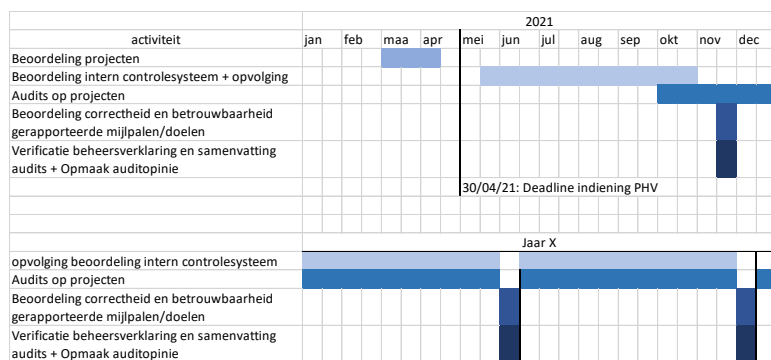 2021
activiteit jan feb maa apr mei jun jul aug sep okt nov dec
Beoordeling projecten
Beoordeling intern controlesysteem + opvolging
Audits op projecten
Beoordeling correctheid en betrouwbaarheid
gerapporteerde mijlpalen/doelen
Verificatie beheersverklaring en samenvatting
audits + Opmaak auditopinie
30/04/21: Deadline indiening PHV
Jaar X
opvolging beoordeling intern controlesysteem
Audits op projecten
Beoordeling correctheid en betrouwbaarheid
gerapporteerde mijlpalen/doelen
Verificatie beheersverklaring en samenvatting
audits + Opmaak auditopinie